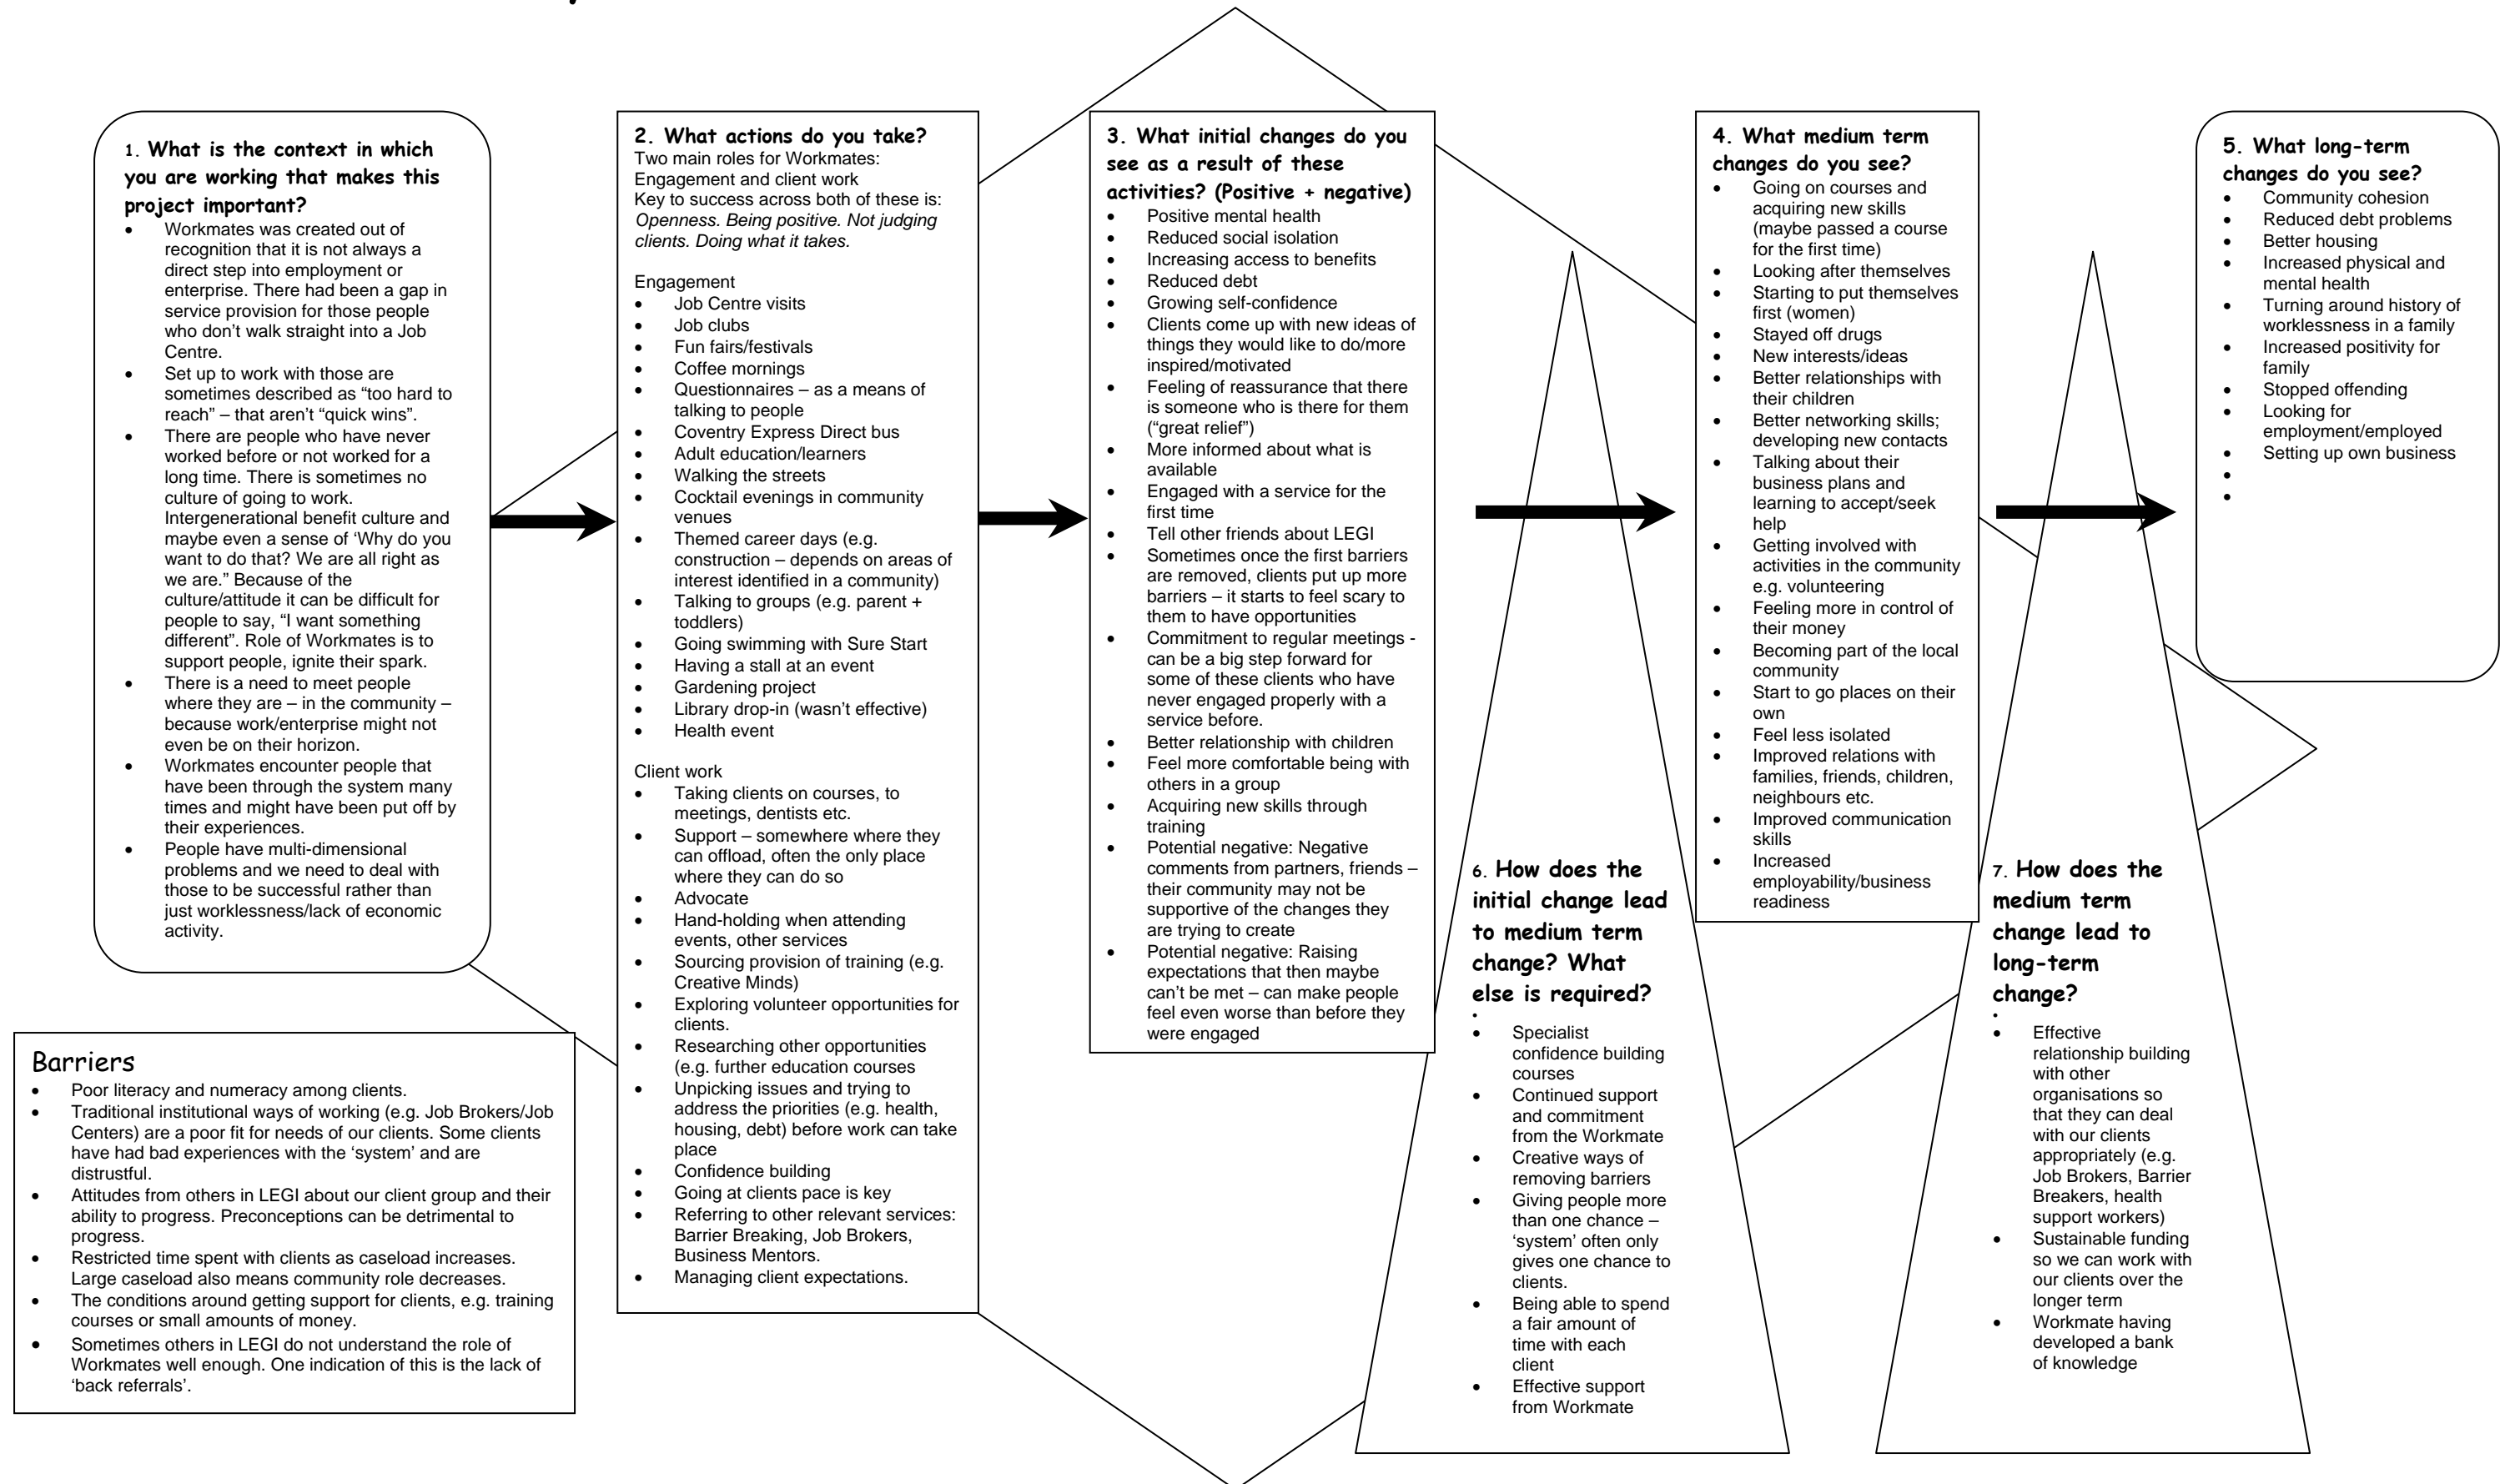 1. What is the context in which
you are working that makes this
project important?
• Workmates was created out of
recognition that it is not always a
direct step into employment or
enterprise. There had been a gap in
service provision for those people
who don’t walk straight into a Job
Centre.
• Set up to work with those are
sometimes described as “too hard to
reach” – that aren’t “quick wins”.
• There are people who have never
worked before or not worked for a
long time. There is sometimes no
culture of going to work.
Intergenerational benefit culture and
maybe even a sense of ‘Why do you
want to do that? We are all right as
we are.” Because of the
culture/attitude it can be difficult for
people to say, “I want something
different”. Role of Workmates is to
support people, ignite their spark.
• There is a need to meet people
where they are – in the community –
because work/enterprise might not
even be on their horizon.
• Workmates encounter people that
have been through the system many
times and might have been put off by
their experiences.
• People have multi-dimensional
problems and we need to deal with
those to be successful rather than
just worklessness/lack of economic
activity.
Barriers
• Poor literacy and numeracy among clients.
• Traditional institutional ways of working (e.g. Job Brokers/Job
Centers) are a poor fit for needs of our clients. Some clients
have had bad experiences with the ‘system’ and are
distrustful.
• Attitudes from others in LEGI about our client group and their
ability to progress. Preconceptions can be detrimental to
progress.
• Restricted time spent with clients as caseload increases.
Large caseload also means community role decreases.
• The conditions around getting support for clients, e.g. training
courses or small amounts of money.
• Sometimes others in LEGI do not understand the role of
Workmates well enough. One indication of this is the lack of
‘back referrals’.
2. What actions do you take?
Two main roles for Workmates:
Engagement and client work
Key to success across both of these is:
Openness. Being positive. Not judging
clients. Doing what it takes.
Engagement
• Job Centre visits
• Job clubs
• Fun fairs/festivals
• Coffee mornings
• Questionnaires – as a means of
talking to people
• Coventry Express Direct bus
• Adult education/learners
• Walking the streets
• Cocktail evenings in community
venues
• Themed career days (e.g.
construction – depends on areas of
interest identified in a community)
• Talking to groups (e.g. parent +
toddlers)
• Going swimming with Sure Start
• Having a stall at an event
• Gardening project
• Library drop-in (wasn’t effective)
• Health event
Client work
• Taking clients on courses, to
meetings, dentists etc.
• Support – somewhere where they
can offload, often the only place
where they can do so
• Advocate
• Hand-holding when attending
events, other services
• Sourcing provision of training (e.g.
Creative Minds)
• Exploring volunteer opportunities for
clients.
• Researching other opportunities
(e.g. further education courses
• Unpicking issues and trying to
address the priorities (e.g. health,
housing, debt) before work can take
place
• Confidence building
• Going at clients pace is key
• Referring to other relevant services:
Barrier Breaking, Job Brokers,
Business Mentors.
• Managing client expectations.
3. What initial changes do you
see as a result of these
activities? (Positive + negative)
• Positive mental health
• Reduced social isolation
• Increasing access to benefits
• Reduced debt
• Growing self-confidence
• Clients come up with new ideas of
things they would like to do/more
inspired/motivated
• Feeling of reassurance that there
is someone who is there for them
(“great relief”)
• More informed about what is
available
• Engaged with a service for the
first time
• Tell other friends about LEGI
• Sometimes once the first barriers
are removed, clients put up more
barriers – it starts to feel scary to
them to have opportunities
• Commitment to regular meetings -
can be a big step forward for
some of these clients who have
never engaged properly with a
service before.
• Better relationship with children
• Feel more comfortable being with
others in a group
• Acquiring new skills through
training
• Potential negative: Negative
comments from partners, friends –
their community may not be
supportive of the changes they
are trying to create
• Potential negative: Raising
expectations that then maybe
can’t be met – can make people
feel even worse than before they
were engaged
6. How does the
initial change lead
to medium term
change? What
else is required?
•
• Specialist
confidence building
courses
• Continued support
and commitment
from the Workmate
• Creative ways of
removing barriers
• Giving people more
than one chance –
‘system’ often only
gives one chance to
clients.
• Being able to spend
a fair amount of
time with each
client
• Effective support
from Workmate
4. What medium term
changes do you see?
• Going on courses and
acquiring new skills
(maybe passed a course
for the first time)
• Looking after themselves
• Starting to put themselves
first (women)
• Stayed off drugs
• New interests/ideas
• Better relationships with
their children
• Better networking skills;
developing new contacts
• Talking about their
business plans and
learning to accept/seek
help
• Getting involved with
activities in the community
e.g. volunteering
• Feeling more in control of
their money
• Becoming part of the local
community
• Start to go places on their
own
• Feel less isolated
• Improved relations with
families, friends, children,
neighbours etc.
• Improved communication
skills
• Increased
employability/business
readiness
7. How does the
medium term
change lead to
long-term
change?
•
• Effective
relationship building
with other
organisations so
that they can deal
with our clients
appropriately (e.g.
Job Brokers, Barrier
Breakers, health
support workers)
• Sustainable funding
so we can work with
our clients over the
longer term
• Workmate having
developed a bank
of knowledge
5. What long-term
changes do you see?
• Community cohesion
• Reduced debt problems
• Better housing
• Increased physical and
mental health
• Turning around history of
worklessness in a family
• Increased positivity for
family
• Stopped offending
• Looking for
employment/employed
• Setting up own business
•
•